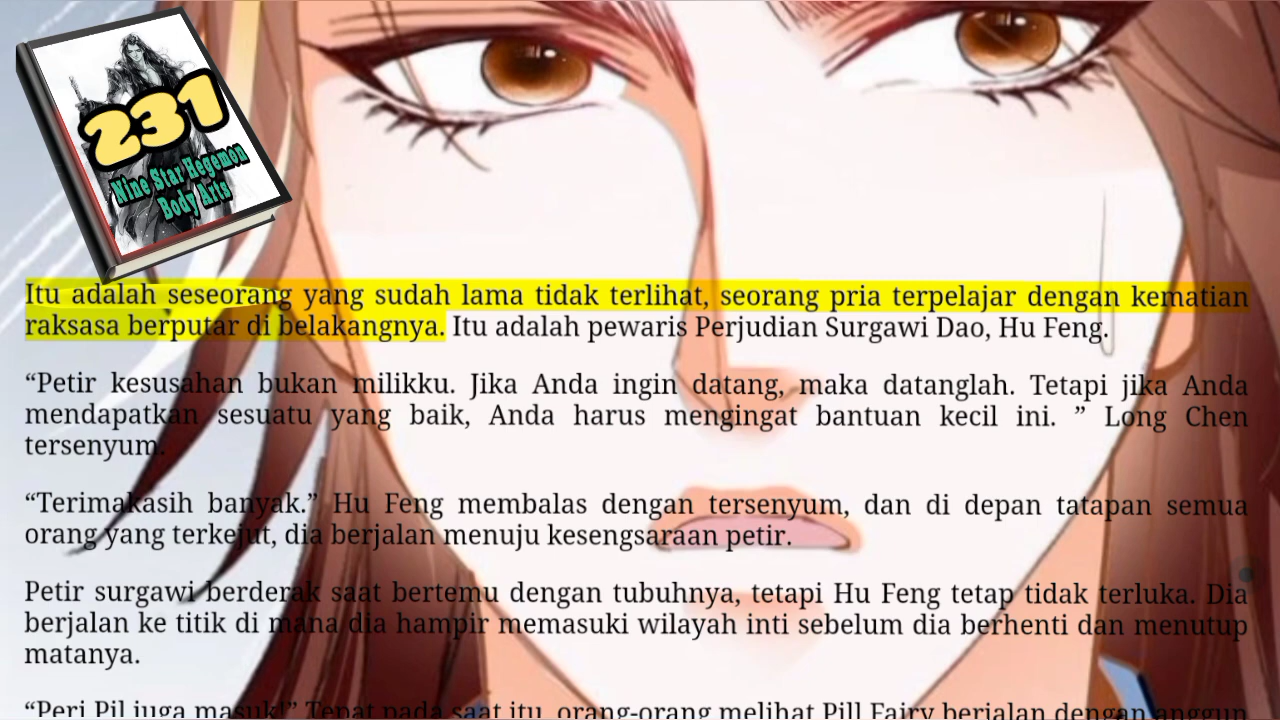 231
Nine Star Hegemon
Body Arts
Itu adalah seseorang yang sudah lama tidak terlihat, seorang pria terpelajar dengan kematian
raksasa berputar di belakangnya. Itu adalah pewaris Perjudian Surgawi Dao, Hu Feng.
“Petir kesusahan bukan milikku. Jika Anda ingin datang, maka datanglah. Tetapi jika Anda
mendapatkan sesuatu yang baik, Anda harus mengingat bantuan kecil ini. ” Long Chen
tersenyum.
“Terimakasih banyak.” Hu Feng membalas dengan tersenyum, dan di depan tatapan semua
orang yang terkejut, dia berjalan menuju kesengsaraan petir.
Petir surgawi berderak saat bertemu dengan tubuhnya, tetapi Hu Feng tetap tidak terluka. Dia
berjalan ke titik di mana dia hampir memasuki wilayah inti sebelum dia berhenti dan menutup
matanya.
“Peri Pil juga masuk!” Tepat pada saat itu, orang-orang melihat Pill Fairy berjalan dengan anggun